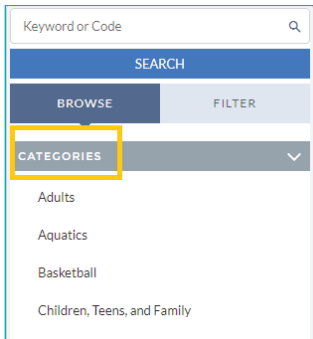 Keyword or Code
SEARCH
BROWSE FILTER
CATEGORIES
Adults
Aquatics
Basketball
Children, Teens, and Family